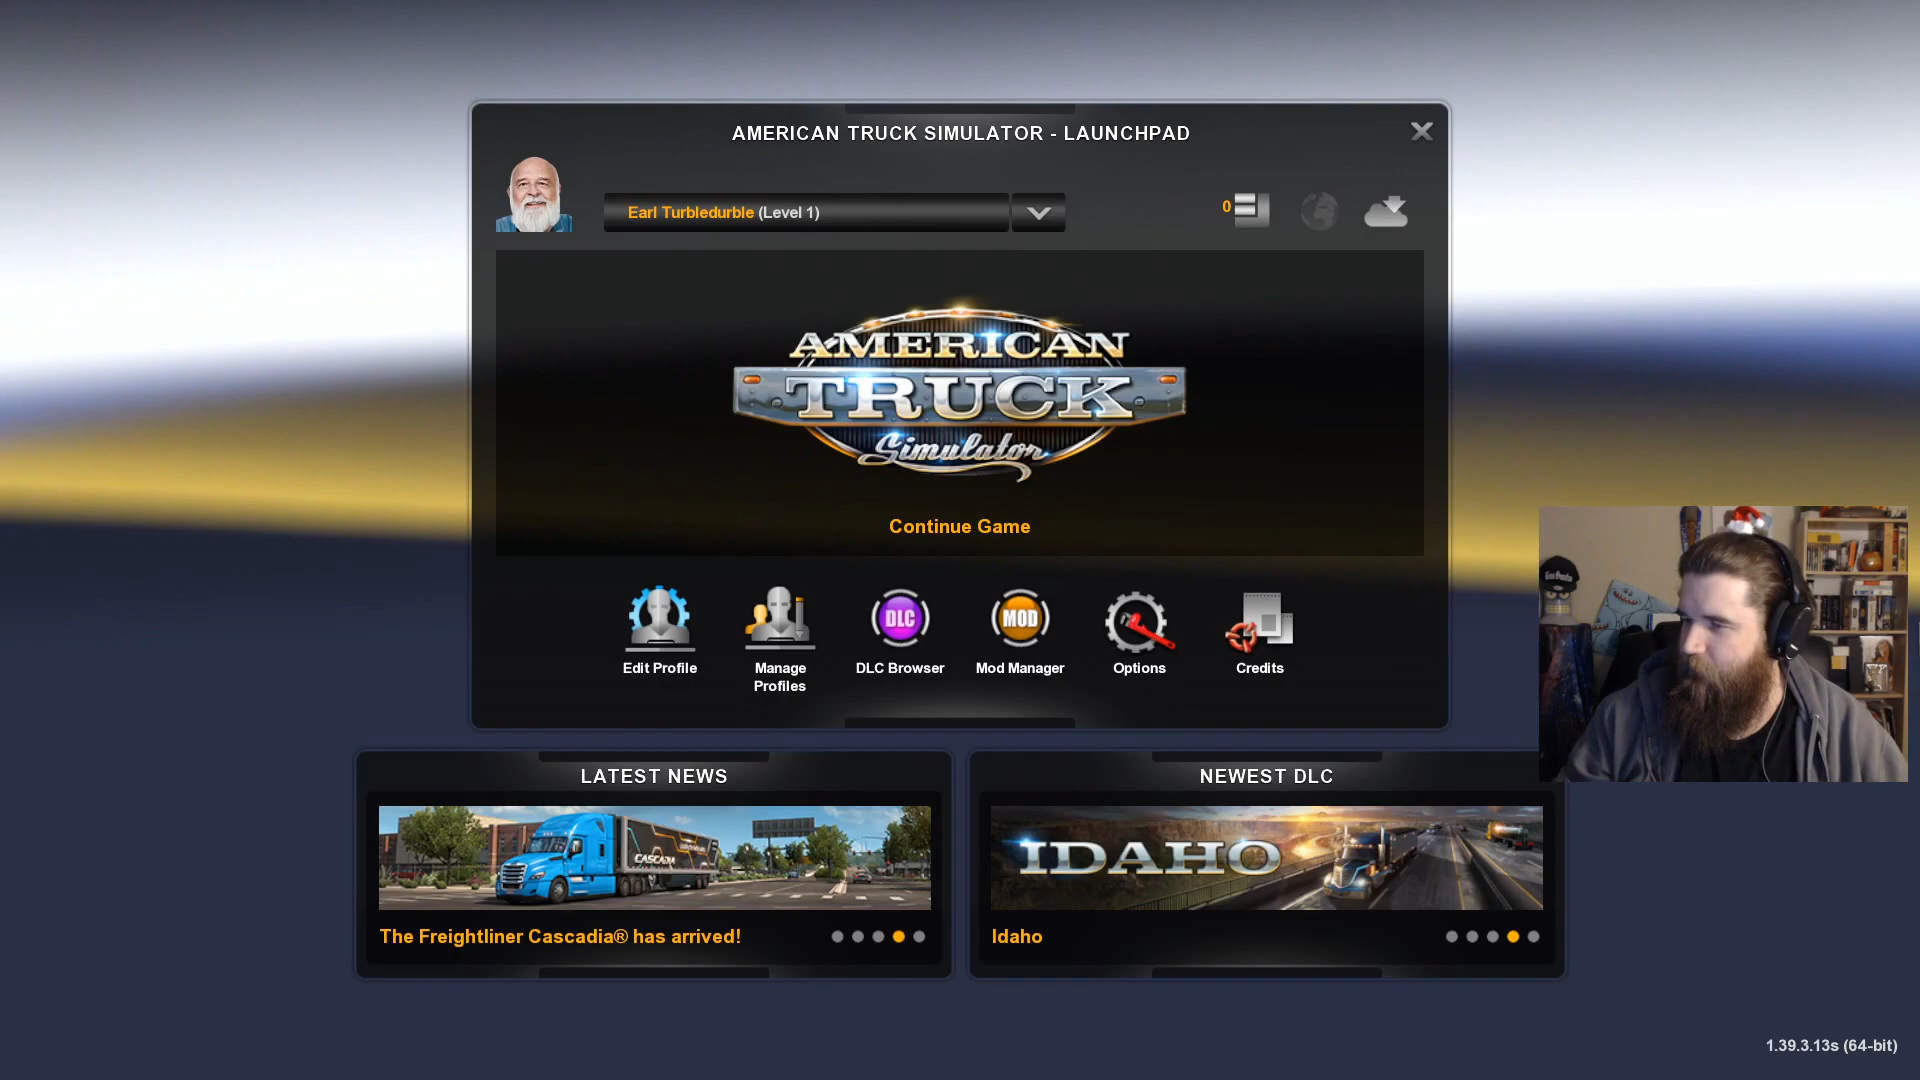 AMERICAN TRUCK SIMULATOR - LAUNCHPAD
Earl Turbledurble (Level 1)
0
AMERICAN
TRUCK
Simulator
Continue Game
DLC
MOD
Edit Profile
Manage
Profiles
DLC Browser
Mod Manager
Options
Credits
LATEST NEWS
CASCADIA
The Freightliner Cascadia® has arrived!
NEWEST DLC
IDAHO
Idaho
1.39.3.13s (64-bit)